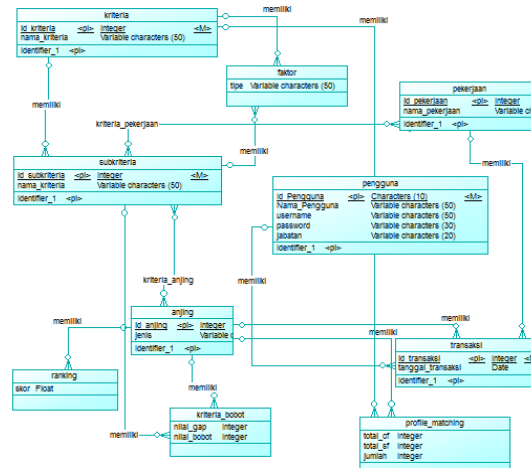 memiliki
kriteria
id_kriteria <pi> Integer <M>
nama_kriteria Variable characters (50)
Identifier_1 <pi>
memiliki
faktor
tipe Variable characters (50)
pekerjaan
id_pekerjaan <pi> Integer
nama_pekerjaan Variable ch
Identifier_1 <pi>
memiliki
kriteria_pekerjaan
memiliki
memiliki
subkriteria
id_subkriteria <pi> Integer <M>
nama_kriteria Variable characters (50)
Identifier_1 <pi>
pengguna
Id_Pengguna <pi> Characters (10) <M>
Nama_Pengguna Variable characters (50)
username Variable characters (50)
password Variable characters (30)
jabatan Variable characters (20)
Identifier_1 <pi>
kriteria_anjing
memiliki
anjing
id_anjing <pi> Integer
jenis Variable c
Identifier_1 <pi>
memiliki
memiliki
memiliki
transaksi
id_transaksi <pi> Integer <M
tanggal_transaksi Date
Identifier_1 <pi>
ranking
skor Float
memiliki
kriteria_bobot
nilai_gap Integer
nilai_bobot Integer
memiliki
profile_matching
total_cf Integer
total_sf Integer
jumlah Integer